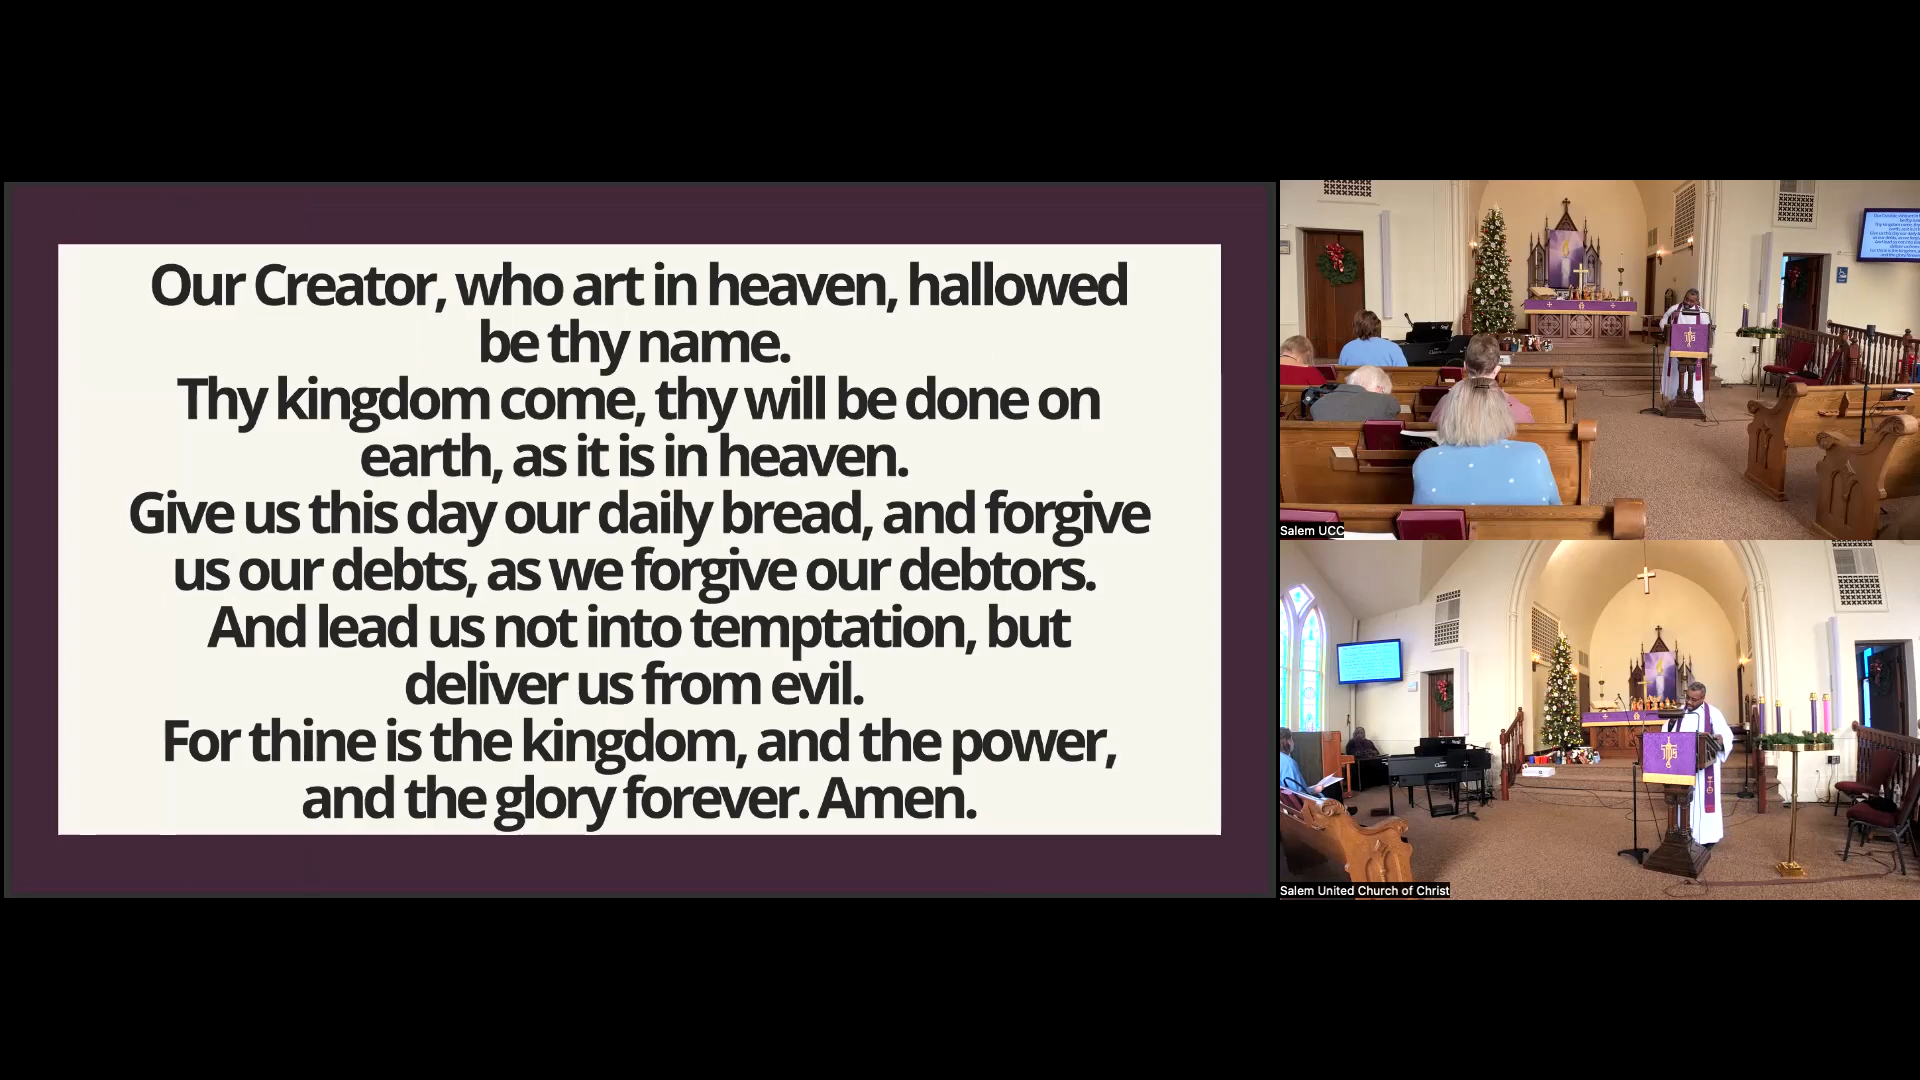 Our Creator, who art in heaven, hallowed
be thy name.
Thy kingdom come, thy will be done on
earth, as it is in heaven.
Give us this day our daily bread, and forgive
us our debts, as we forgive our debtors.
And lead us not into temptation, but
deliver us from evil.
For thine is the kingdom, and the power,
and the glory forever. Amen.
Salem UCC
Salem United Church of Christ